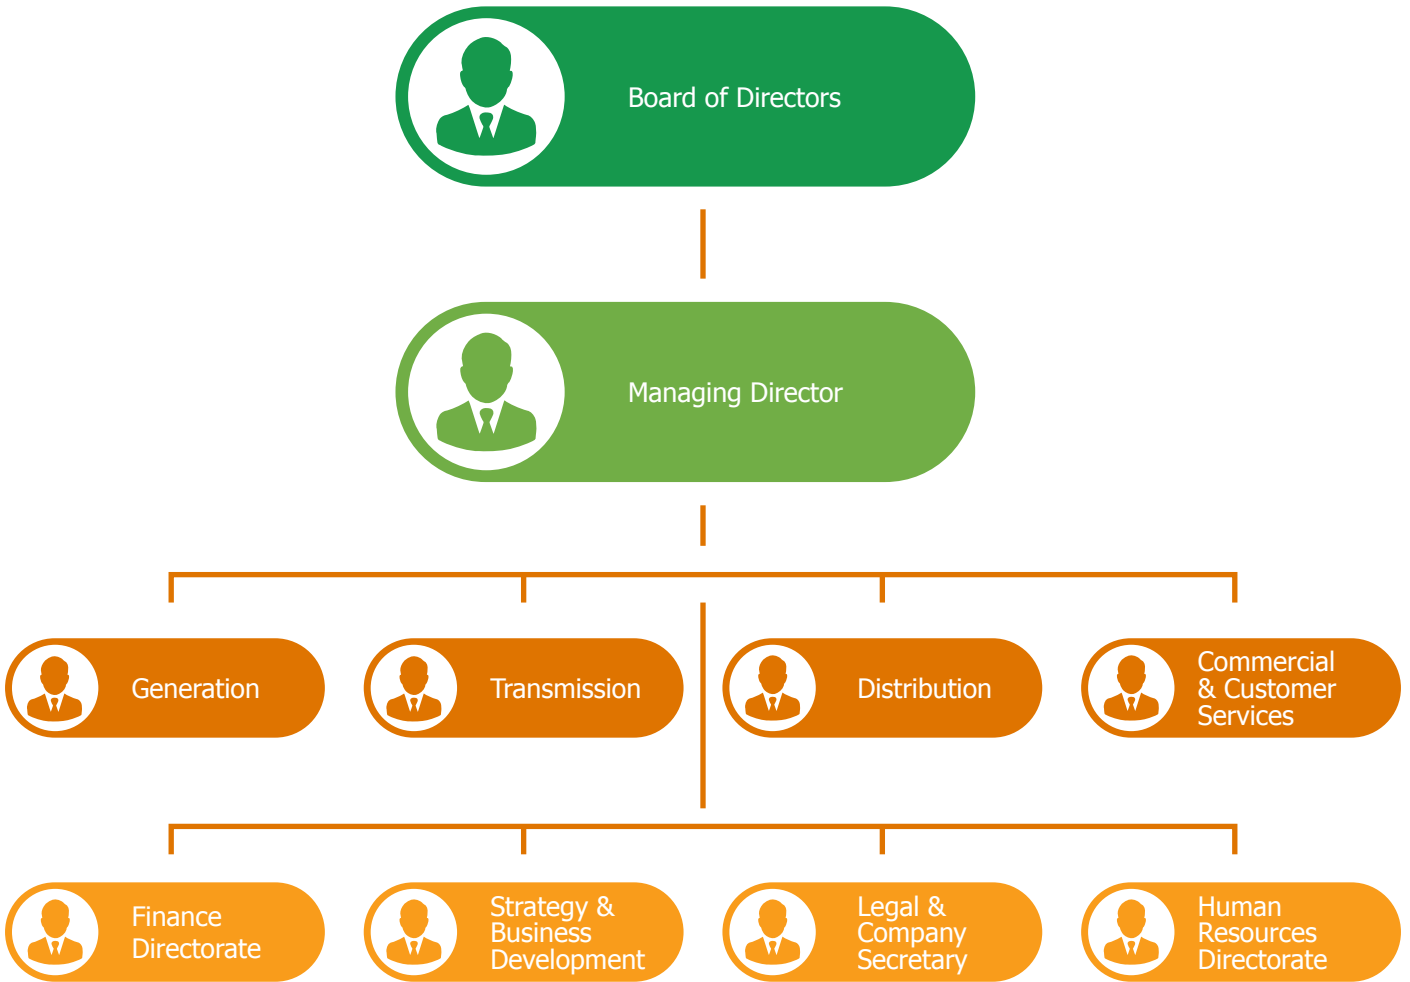 Board of Directors
Managing Director
Generation
Transmission
Distribution
Commercial
& Customer
Services
Finance
Directorate
Strategy &
Business
Development
Legal &
Company
Secretary
Human
Resources
Directorate